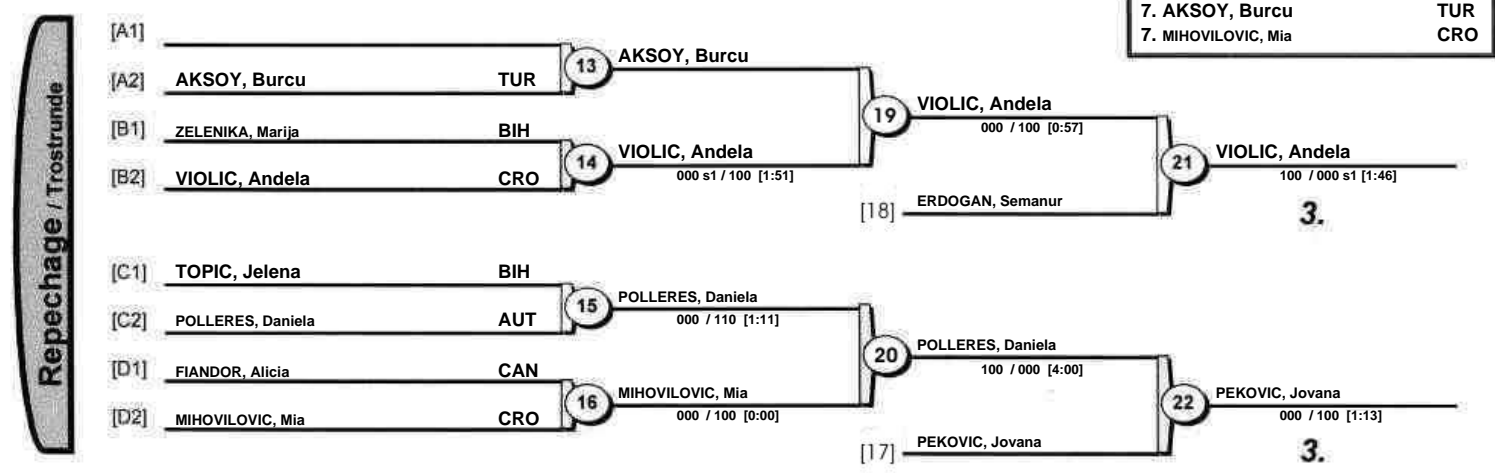 7. AKSOY, Burcu TUR
7. MIHOVILOVIC, Mia CRO
Repechage / Trostrunde
[A1]
[A2] AKSOY, Burcu TUR
13 AKSOY, Burcu
[B1] ZELENIKA, Marija BIH
[B2] VIOLIC, Andela CRO
14 VIOLIC, Andela
000 s1 / 100 [1:51]
19 VIOLIC, Andela
000 / 100 [0:57]
[18] ERDOGAN, Semanur
21 VIOLIC, Andela
100 / 000 s1 [1:46]
3.
[C1] TOPIC, Jelena BIH
[C2] POLLERES, Daniela AUT
15 POLLERES, Daniela
000 / 110 [1:11]
[D1] FIANDOR, Alicia CAN
[D2] MIHOVILOVIC, Mia CRO
16 MIHOVILOVIC, Mia
000 / 100 [0:00]
20 POLLERES, Daniela
100 / 000 [4:00]
[17] PEKOVIC, Jovana
22 PEKOVIC, Jovana
000 / 100 [1:13]
3.